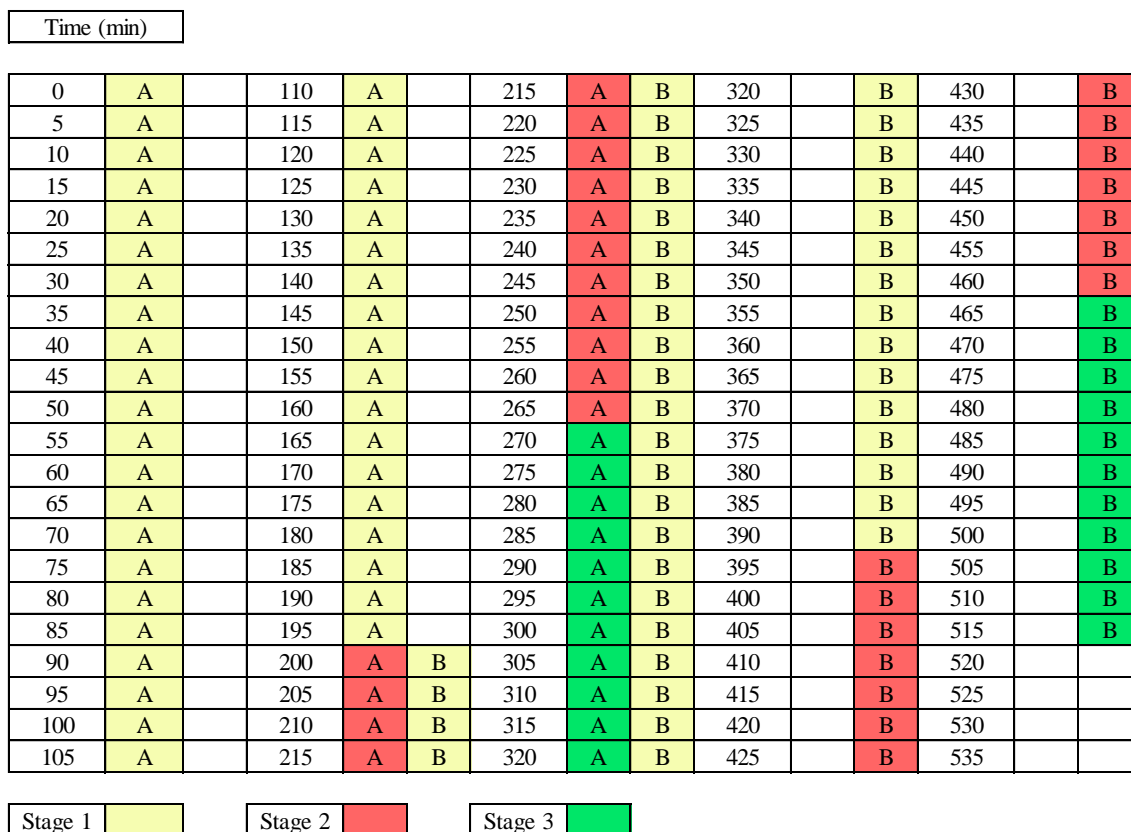 Time (min)
0 A 110 A 215 A B 320 B 430 B
5 A 115 A 220 A B 325 B 435 B
10 A 120 A 225 A B 330 B 440 B
15 A 125 A 230 A B 335 B 445 B
20 A 130 A 235 A B 340 B 450 B
25 A 135 A 240 A B 345 B 455 B
30 A 140 A 245 A B 350 B 460 B
35 A 145 A 250 A B 355 B 465 B
40 A 150 A 255 A B 360 B 470 B
45 A 155 A 260 A B 365 B 475 B
50 A 160 A 265 A B 370 B 480 B
55 A 165 A 270 A B 375 B 485 B
60 A 170 A 275 A B 380 B 490 B
65 A 175 A 280 A B 385 B 495 B
70 A 180 A 285 A B 390 B 500 B
75 A 185 A 290 A B 395 B 505 B
80 A 190 A 295 A B 400 B 510 B
85 A 195 A 300 A B 405 B 515 B
90 A 200 A B 305 A B 410 B 520
95 A 205 A B 310 A B 415 B 525
100 A 210 A B 315 A B 420 B 530
105 A 215 A B 320 A B 425 B 535
Stage 1 Stage 2 Stage 3